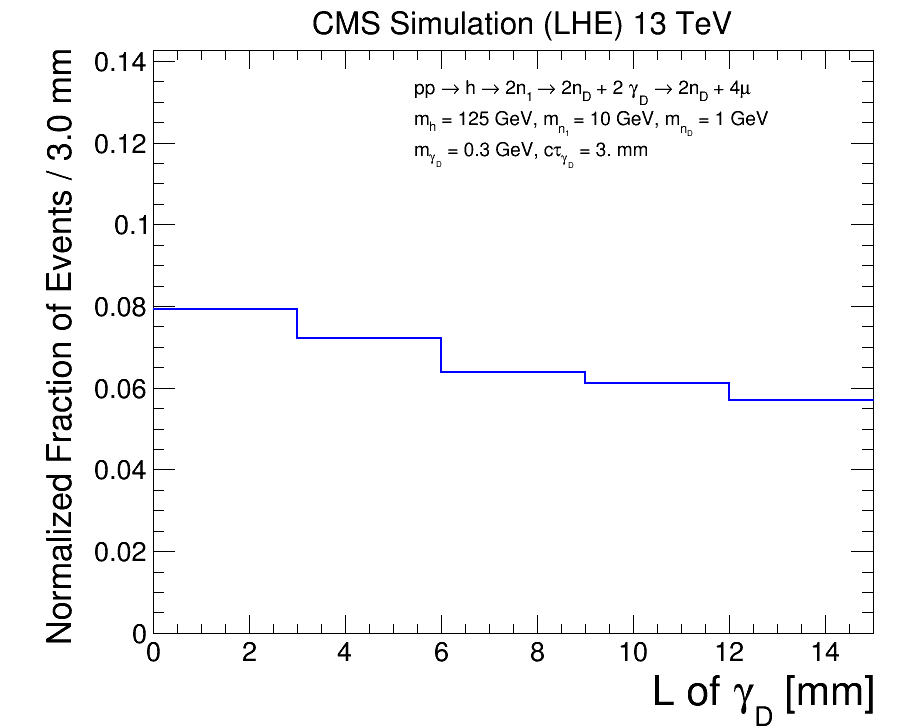 CMS Simulation (LHE) 13 TeV
pp → h → 2n₁ → 2n_D + 2 γ_D → 2n_D + 4μ
m_h = 125 GeV, m_n₁ = 10 GeV, m_n_D = 1 GeV
m_γ_D = 0.3 GeV, cτ_γ_D = 3. mm
Normalized Fraction of Events / 3.0 mm
0.14
0.12
0.1
0.08
0.06
0.04
0.02
0
0 2 4 6 8 10 12 14
L of γ_D [mm]